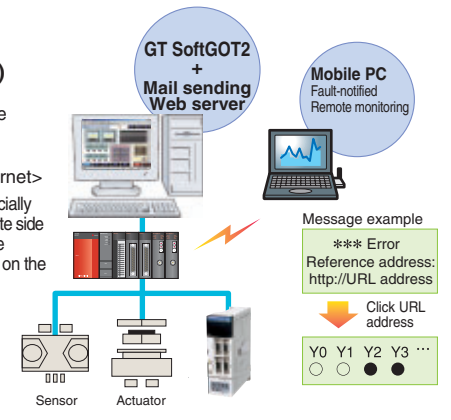 )
e
rnet>
cially
te side
e
on the
GT SoftGOT2
+
Mail sending
Web server
Mobile PC
Fault-notified
Remote monitoring
Message example
*** Error
Reference address:
http://URL address
Click URL
address
Y0 Y1 Y2 Y3 ···
Sensor
Actuator